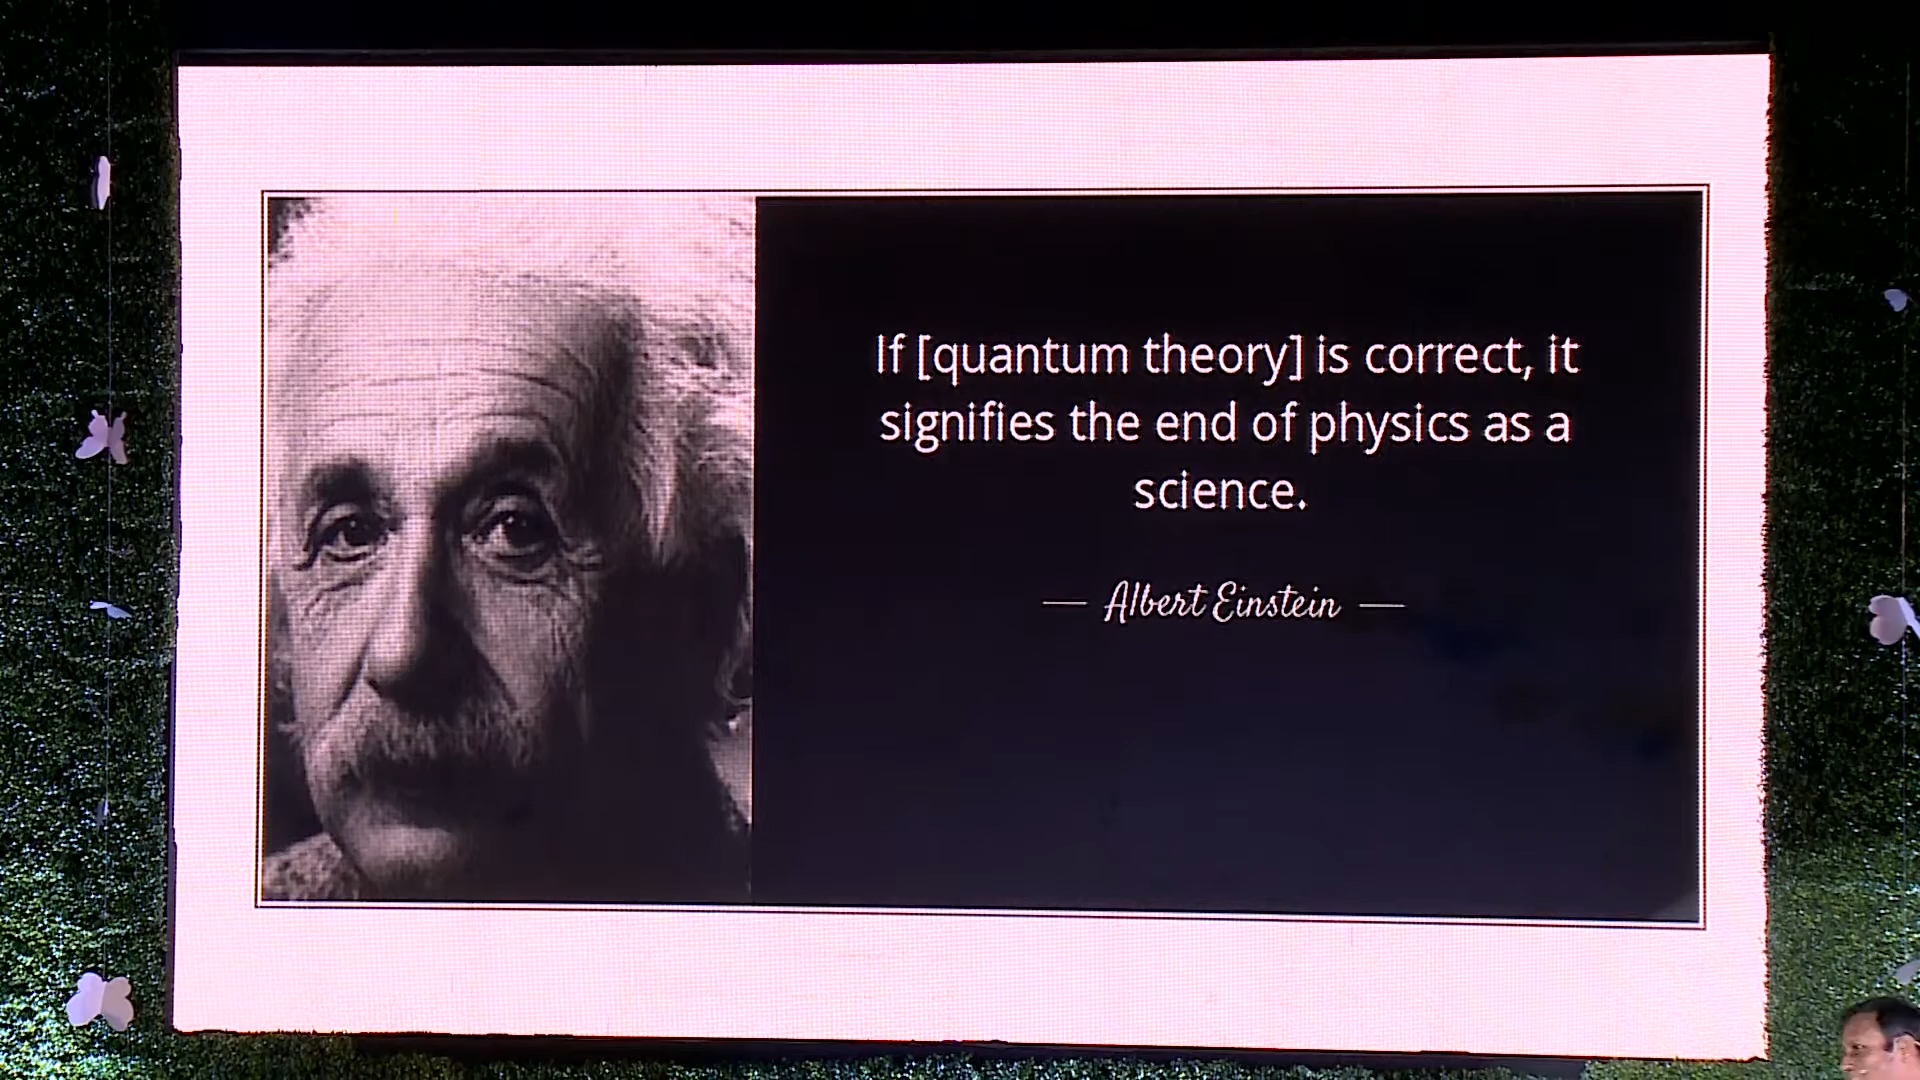 If [quantum theory] is correct, it
signifies the end of physics as a
science.
— Albert Einstein —